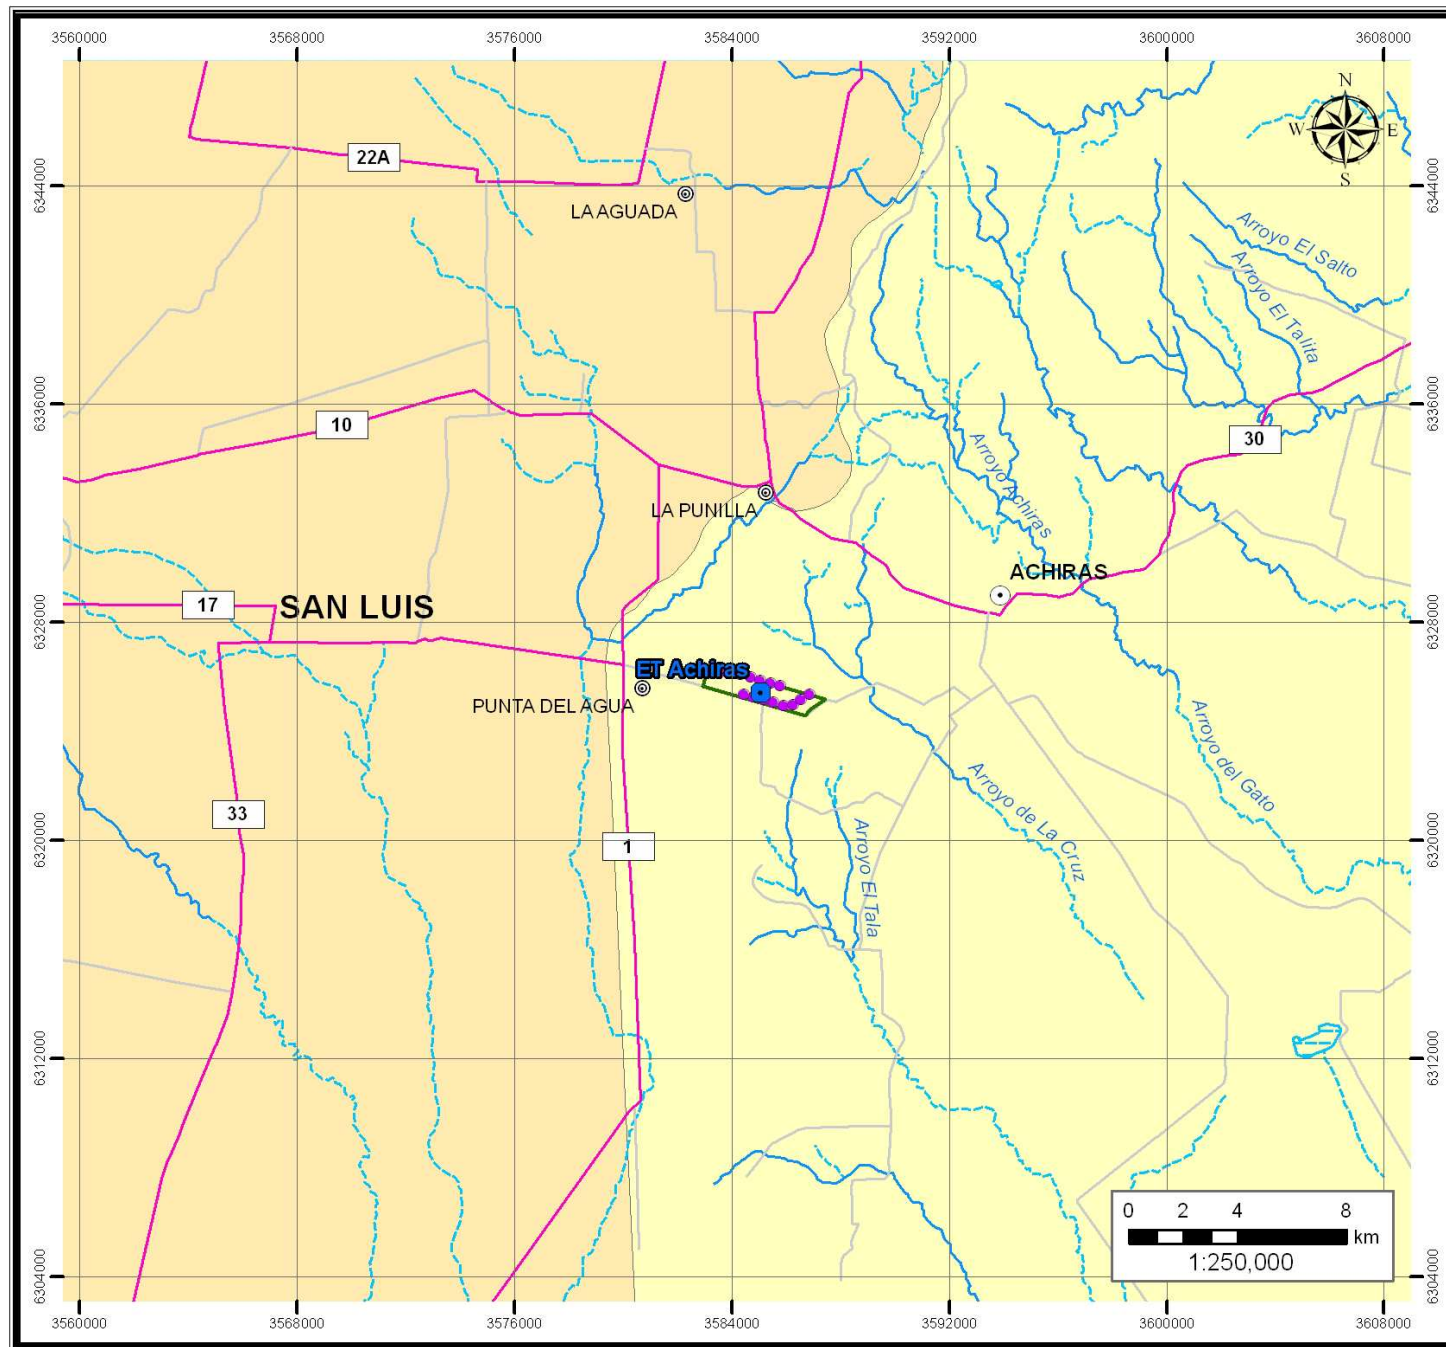 3560000 3568000 3576000 3584000 3592000 3600000 3608000
N
W E
S
22A
6344000 6344000
LA AGUADA
Arroyo El Salto
Arroyo El Talita
6336000 6336000
10
30
Arroyo Achiras
LA PUNILLA
ACHIRAS
17
SAN LUIS
6328000 6328000
ET Achiras
PUNTA DEL AGUA
Arroyo del Gato
Arroyo de La Cruz
33
1
6320000 6320000
Arroyo El Tala
6312000 6312000
0 2 4 8
km
1:250,000
6304000 6304000
3560000 3568000 3576000 3584000 3592000 3600000 3608000